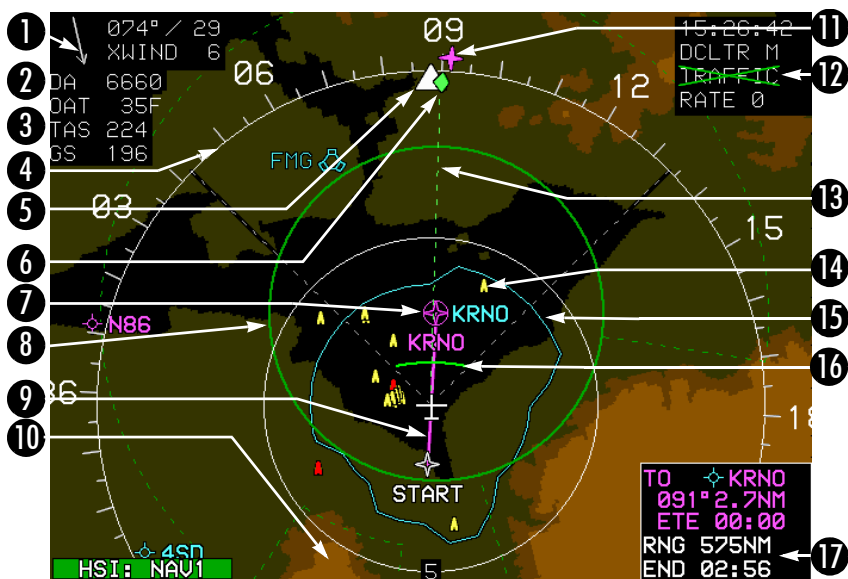 1
2
3
4
5
6
7
8
9
10
074° / 29
XWIND 6
DA 6660
OAT 35F
TAS 224
GS 196
03
06
09
12
15
18
36
15:26:42
DCLTR M
TRAFFIC
RATE 0
FMG
N86
KRNO
KRNO
START
4SD
HSI: NAV1
5
TO KRNO
091° 2.7NM
ETE 00:00
RNG 575NM
END 02:56
11
12
13
14
15
16
17